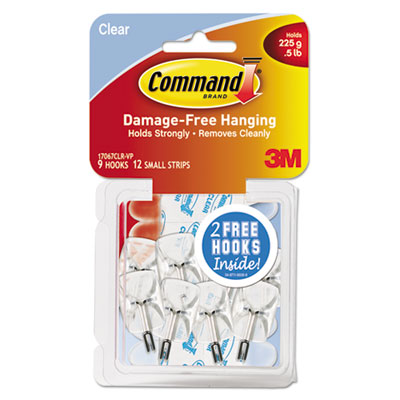 Clear
Holds
225 g
.5 lb
Command
BRAND
Damage-Free Hanging
Holds Strongly • Removes Cleanly
17067CLR-VP
9 HOOKS 12 SMALL STRIPS
3M
2 FREE
HOOKS
Inside!